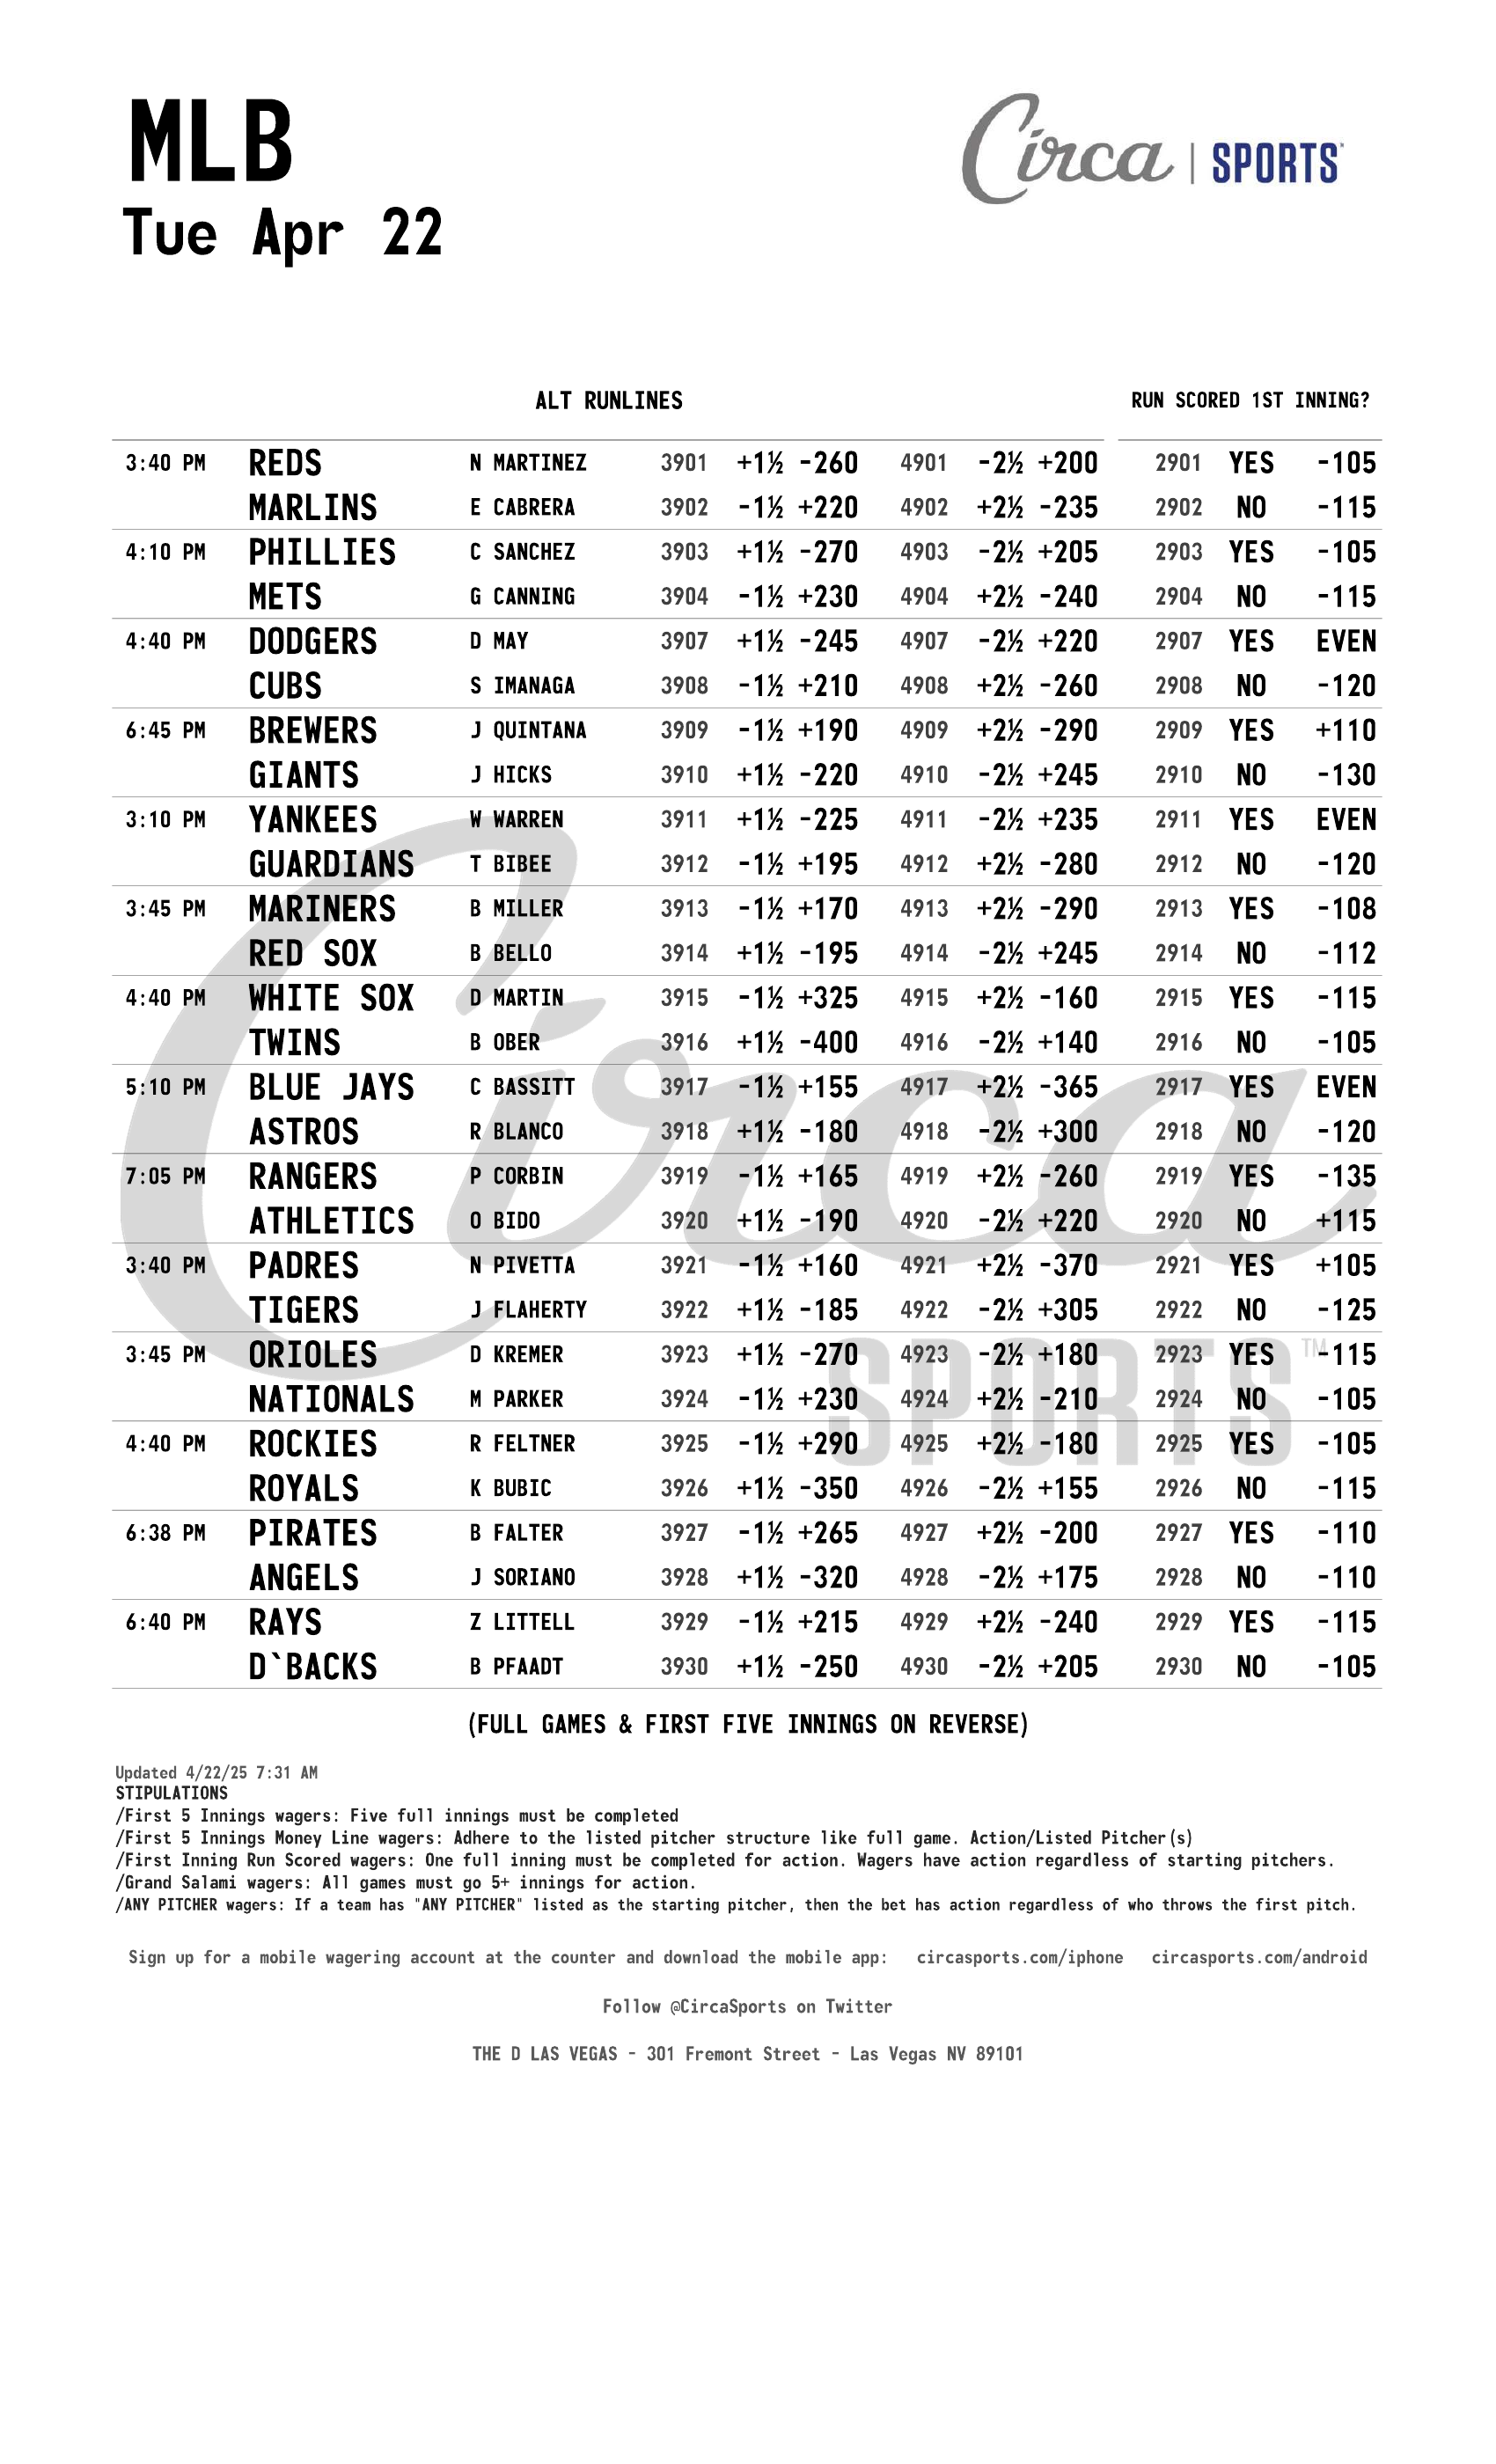 MLB
Circa | SPORTS
Tue Apr 22
ALT RUNLINES RUN SCORED 1ST INNING?
3:40 PM REDS N MARTINEZ 3901 +1½ -260 4901 -2½ +200 2901 YES -105
MARLINS E CABRERA 3902 -1½ +220 4902 +2½ -235 2902 NO -115
4:10 PM PHILLIES C SANCHEZ 3903 +1½ -270 4903 -2½ +205 2903 YES -105
METS G CANNING 3904 -1½ +230 4904 +2½ -240 2904 NO -115
4:40 PM DODGERS D MAY 3907 +1½ -245 4907 -2½ +220 2907 YES EVEN
CUBS S IMANAGA 3908 -1½ +210 4908 +2½ -260 2908 NO -120
6:45 PM BREWERS J QUINTANA 3909 -1½ +190 4909 +2½ -290 2909 YES +110
GIANTS J HICKS 3910 +1½ -220 4910 -2½ +245 2910 NO -130
3:10 PM YANKEES W WARREN 3911 +1½ -225 4911 -2½ +235 2911 YES EVEN
GUARDIANS T BIBEE 3912 -1½ +195 4912 +2½ -280 2912 NO -120
3:45 PM MARINERS B MILLER 3913 -1½ +170 4913 +2½ -290 2913 YES -108
RED SOX B BELLO 3914 +1½ -195 4914 -2½ +245 2914 NO -112
4:40 PM WHITE SOX D MARTIN 3915 -1½ +325 4915 +2½ -160 2915 YES -115
TWINS B OBER 3916 +1½ -400 4916 -2½ +140 2916 NO -105
5:10 PM BLUE JAYS C BASSITT 3917 -1½ +155 4917 +2½ -365 2917 YES EVEN
ASTROS R BLANCO 3918 +1½ -180 4918 -2½ +300 2918 NO -120
7:05 PM RANGERS P CORBIN 3919 -1½ +165 4919 +2½ -260 2919 YES -135
ATHLETICS O BIDO 3920 +1½ -190 4920 -2½ +220 2920 NO +115
3:40 PM PADRES N PIVETTA 3921 -1½ +160 4921 +2½ -370 2921 YES +105
TIGERS J FLAHERTY 3922 +1½ -185 4922 -2½ +305 2922 NO -125
3:45 PM ORIOLES D KREMER 3923 +1½ -270 4923 -2½ +180 2923 YES -115
NATIONALS M PARKER 3924 -1½ +230 4924 +2½ -210 2924 NO -105
4:40 PM ROCKIES R FELTNER 3925 -1½ +290 4925 +2½ -180 2925 YES -105
ROYALS K BUBIC 3926 +1½ -350 4926 -2½ +155 2926 NO -115
6:38 PM PIRATES B FALTER 3927 -1½ +265 4927 +2½ -200 2927 YES -110
ANGELS J SORIANO 3928 +1½ -320 4928 -2½ +175 2928 NO -110
6:40 PM RAYS Z LITTELL 3929 -1½ +215 4929 +2½ -240 2929 YES -115
D`BACKS B PFAADT 3930 +1½ -250 4930 -2½ +205 2930 NO -105
Circa SPORTS™
(FULL GAMES & FIRST FIVE INNINGS ON REVERSE)
Updated 4/22/25 7:31 AM
STIPULATIONS
/First 5 Innings wagers: Five full innings must be completed
/First 5 Innings Money Line wagers: Adhere to the listed pitcher structure like full game. Action/Listed Pitcher(s)
/First Inning Run Scored wagers: One full inning must be completed for action. Wagers have action regardless of starting pitchers.
/Grand Salami wagers: All games must go 5+ innings for action.
/ANY PITCHER wagers: If a team has "ANY PITCHER" listed as the starting pitcher, then the bet has action regardless of who throws the first pitch.
Sign up for a mobile wagering account at the counter and download the mobile app: circasports.com/iphone circasports.com/android
Follow @CircaSports on Twitter
THE D LAS VEGAS - 301 Fremont Street - Las Vegas NV 89101